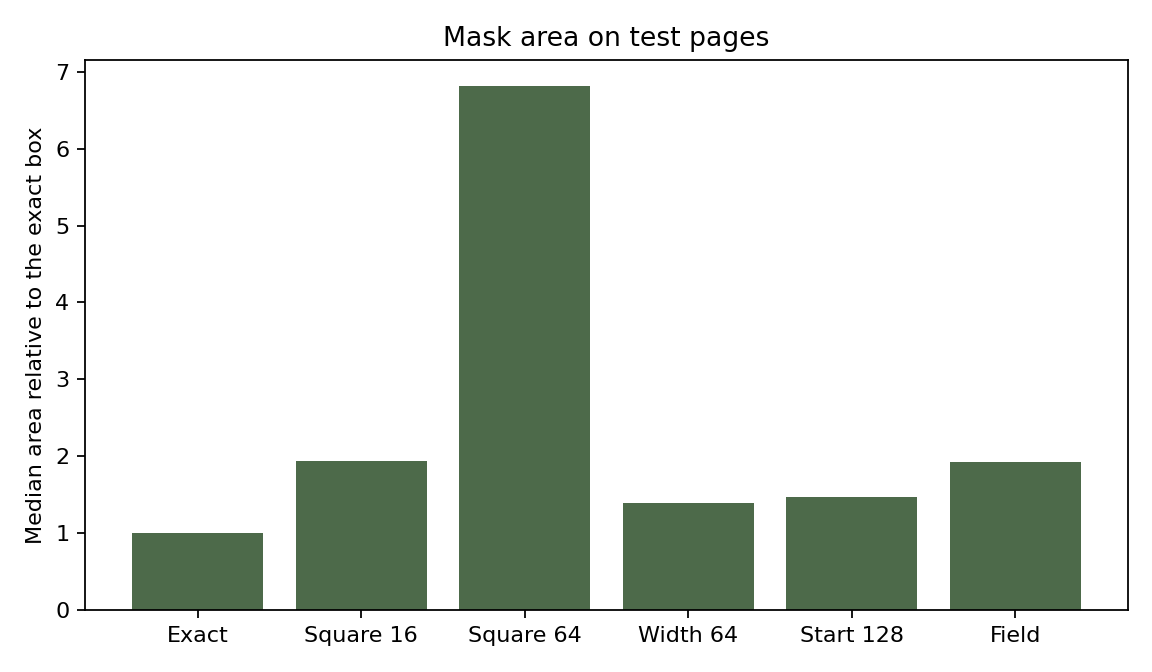 Mask area on test pages
Median area relative to the exact box
7
6
5
4
3
2
1
0
Exact
Square 16
Square 64
Width 64
Start 128
Field